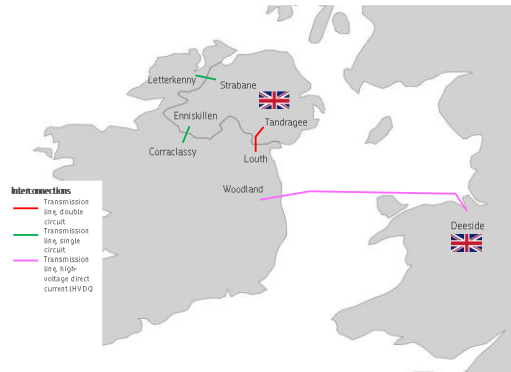 Letterkenny
Strabane
Enniskillen
Tandragee
Corraclassy
Louth
Woodland
Deeside
Interconnections
Transmission
line, double
circuit
Transmission
line, single
circuit
Transmission
line, high-
voltage direct
current (HVDC)